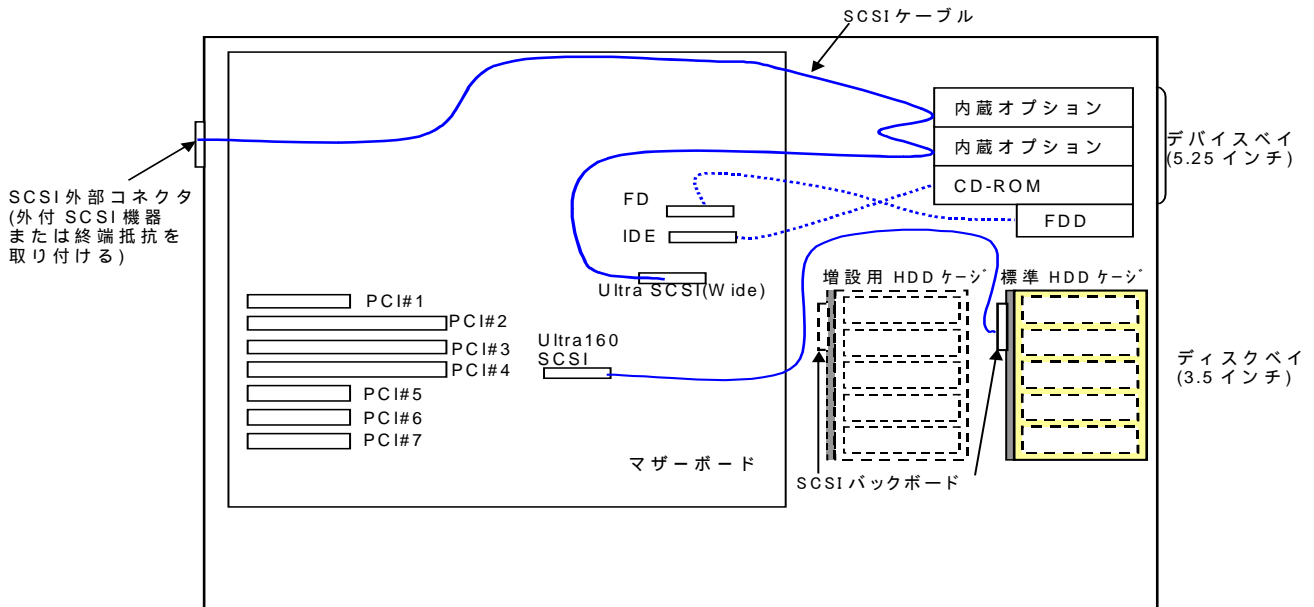 SCSIケーブル
内蔵オプション
内蔵オプション
CD-ROM
FDD
デバイスベイ
(5.25インチ)
SCSI外部コネクタ
(外付SCSI機器
または終端抵抗を
取り付ける)
FD
IDE
Ultra SCSI(Wide)
増設用 HDD ケージ
標準 HDD ケージ
PCI#1
PCI#2
PCI#3
PCI#4
PCI#5
PCI#6
PCI#7
Ultra160
SCSI
ディスクベイ
(3.5インチ)
マザーボード
SCSIバックボード